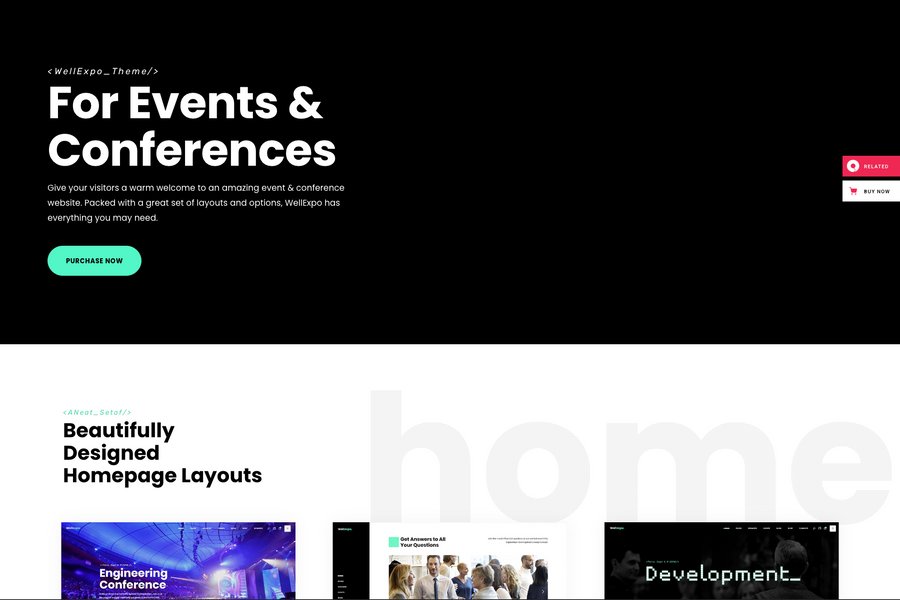 <WellExpo_Theme/>
For Events &
Conferences
Give your visitors a warm welcome to an amazing event & conference
website. Packed with a great set of layouts and options, WellExpo has
everything you may need.
PURCHASE NOW
RELATED
BUY NOW
<ANeat_Setof/>
Beautifully
Designed
Homepage Layouts
home
Engineering
Conference
Get Answers to All
Your Questions
Development_